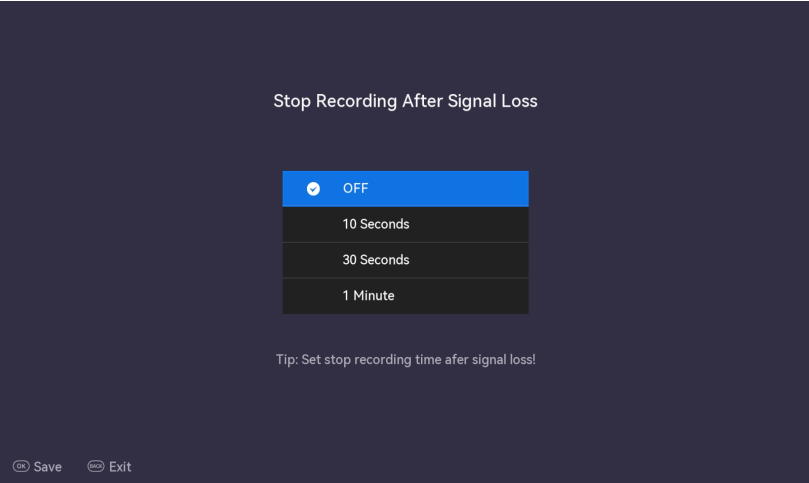 Stop Recording After Signal Loss
OFF
10 Seconds
30 Seconds
1 Minute
Tip: Set stop recording time afer signal loss!
OK Save BACK Exit